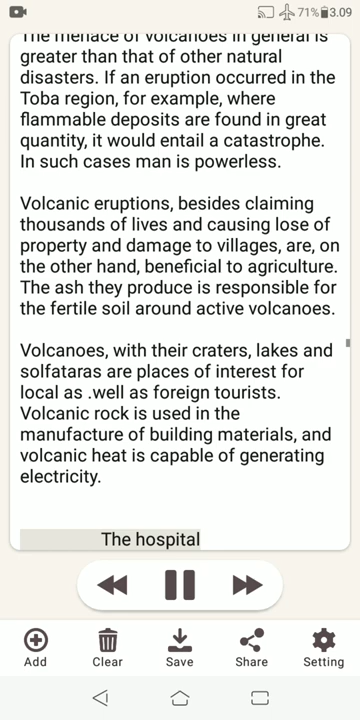 71% 3.09
The menace of volcanoes in general is
greater than that of other natural
disasters. If an eruption occurred in the
Toba region, for example, where
flammable deposits are found in great
quantity, it would entail a catastrophe.
In such cases man is powerless.
Volcanic eruptions, besides claiming
thousands of lives and causing lose of
property and damage to villages, are, on
the other hand, beneficial to agriculture.
The ash they produce is responsible for
the fertile soil around active volcanoes.
Volcanoes, with their craters, lakes and
solfataras are places of interest for
local as .well as foreign tourists.
Volcanic rock is used in the
manufacture of building materials, and
volcanic heat is capable of generating
electricity.
The hospital
Add Clear Save Share Setting